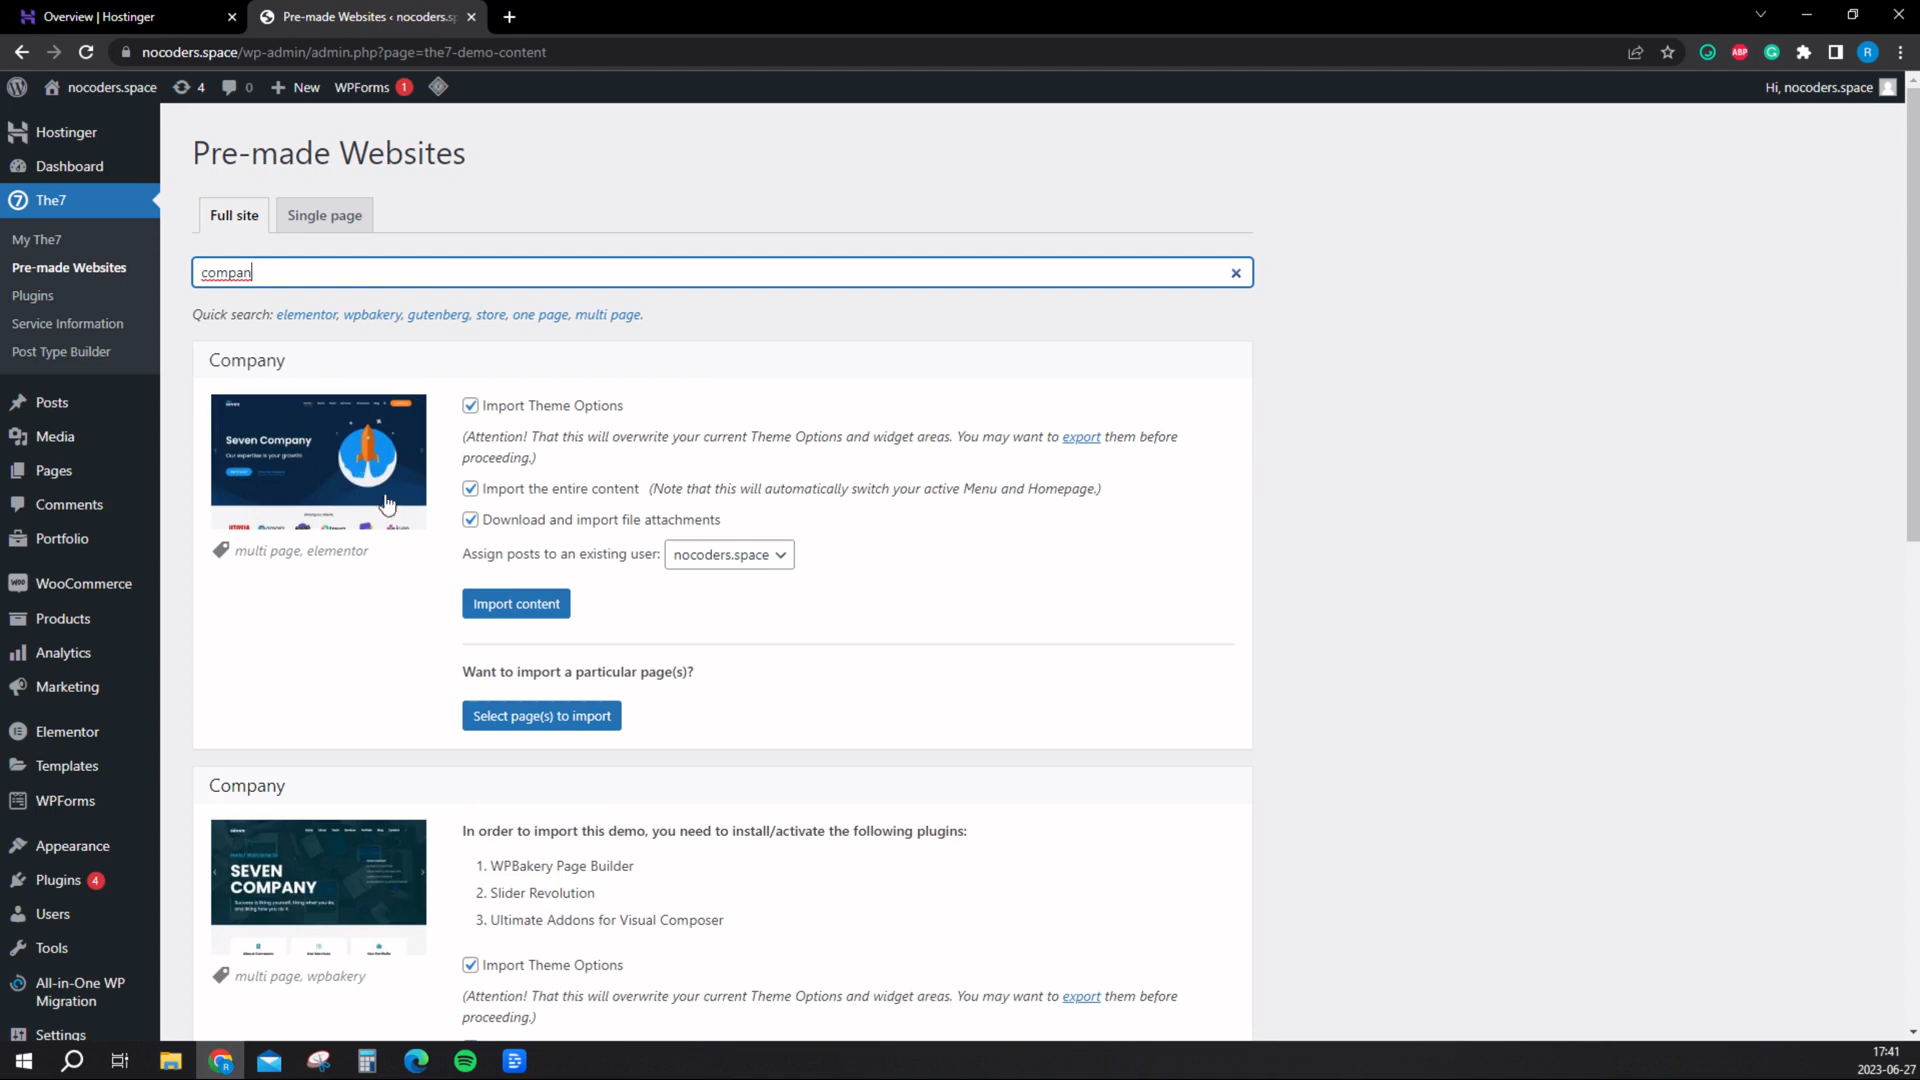 Overview | Hostinger
Pre-made Websites ‹ nocoders.sp
nocoders.space/wp-admin/admin.php?page=the7-demo-content
ABP
R
nocoders.space 4 0 New WPForms 1
Hi, nocoders.space
Hostinger
Dashboard
The7
My The7
Pre-made Websites
Plugins
Service Information
Post Type Builder
Posts
Media
Pages
Comments
Portfolio
WooCommerce
Products
Analytics
Marketing
Elementor
Templates
WPForms
Appearance
Plugins 4
Users
Tools
All-in-One WP
Migration
Settings
Pre-made Websites
Full site
Single page
compan
Quick search: elementor, wpbakery, gutenberg, store, one page, multi page.
Company
Seven Company
Our expertise is your growth!
multi page, elementor
Import Theme Options
(Attention! That this will overwrite your current Theme Options and widget areas. You may want to export them before
proceeding.)
Import the entire content (Note that this will automatically switch your active Menu and Homepage.)
Download and import file attachments
Assign posts to an existing user: nocoders.space
Import content
Want to import a particular page(s)?
Select page(s) to import
Company
SEVEN
COMPANY
multi page, wpbakery
In order to import this demo, you need to install/activate the following plugins:
1. WPBakery Page Builder
2. Slider Revolution
3. Ultimate Addons for Visual Composer
Import Theme Options
(Attention! That this will overwrite your current Theme Options and widget areas. You may want to export them before
proceeding.)
17:41
2023-06-27